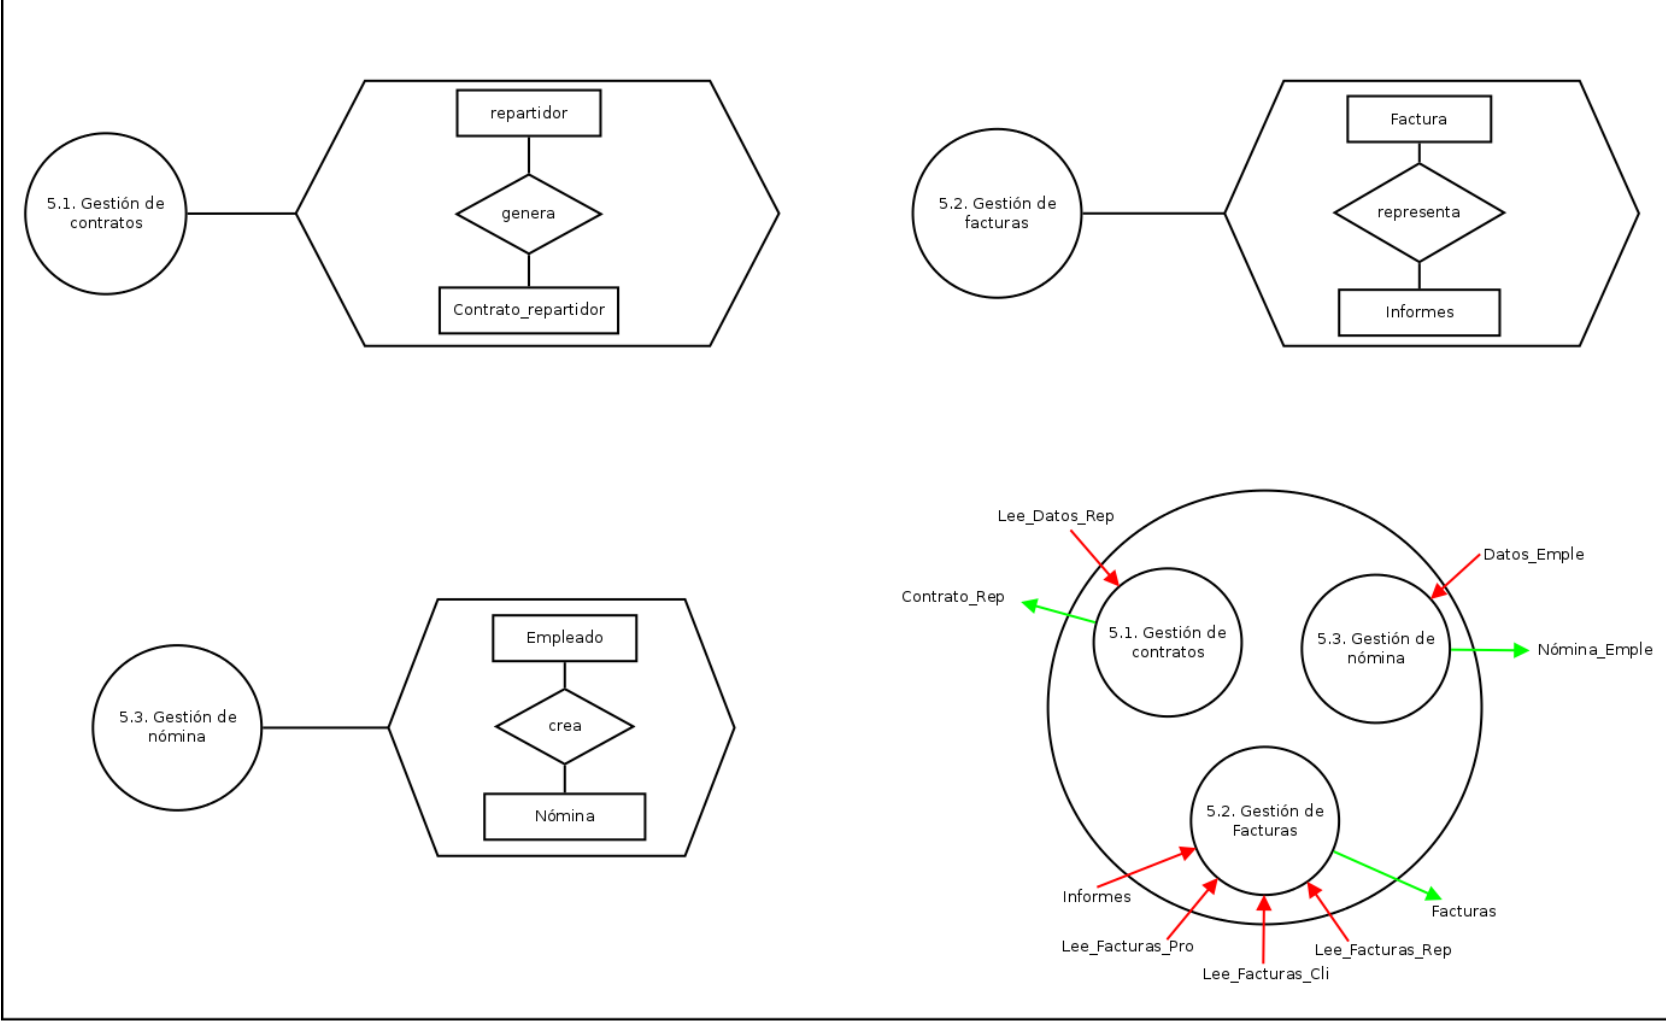 repartidor
5.1. Gestión de
contratos
genera
Contrato_repartidor
Factura
5.2. Gestión de
facturas
representa
Informes
Empleado
5.3. Gestión de
nómina
crea
Nómina
Lee_Datos_Rep
Datos_Emple
Contrato_Rep
5.1. Gestión de
contratos
5.3. Gestión de
nómina
Nómina_Emple
5.2. Gestión de
Facturas
Informes
Facturas
Lee_Facturas_Pro
Lee_Facturas_Rep
Lee_Facturas_Cli